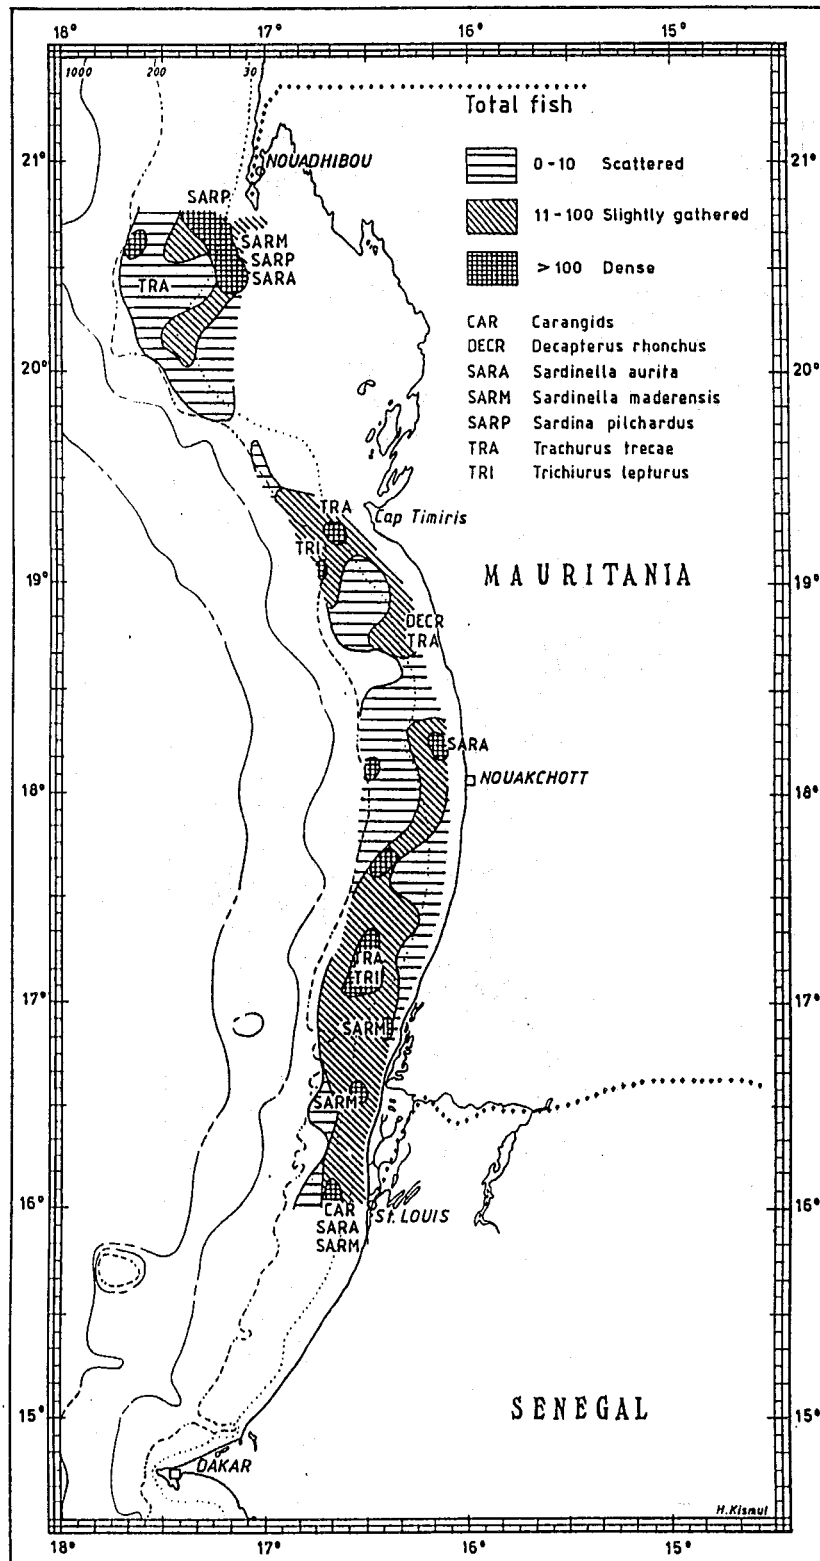 18° 17° 16° 15°
1000 200 30
Total fish
21° NOUADHIBOU 0-10 Scattered 21°
SARP
11-100 Slightly gathered
SARM
SARP
SARA
> 100 Dense
TRA
CAR Carangids
DECR Decapterus rhonchus
20° SARA Sardinella aurita 20°
SARM Sardinella maderensis
SARP Sardina pilchardus
TRA Trachurus trecae
TRI Trichiurus lepturus
TRA
Cap Timiris
TRI
19° MAURITANIA 19°
DECR
TRA
SARA
NOUAKCHOTT
18° 18°
TRA
TRI
17° 17°
SARM
SARM
16° 16°
CAR
SARA
SARM
St. LOUIS
15° SENEGAL 15°
DAKAR
H.Kismul
18° 17° 16° 15°